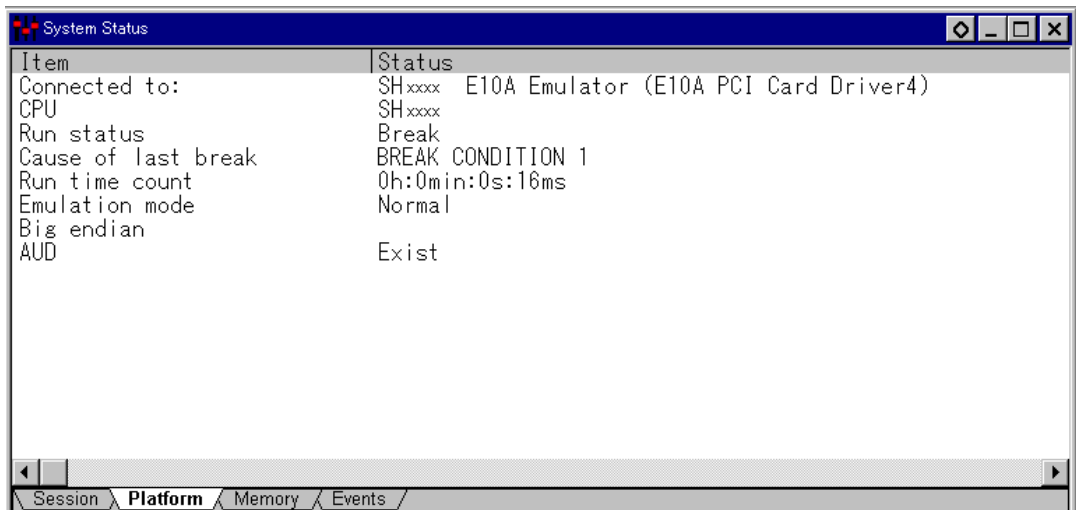 System Status
Item Status
Connected to: SHxxxx E10A Emulator (E10A PCI Card Driver4)
CPU SHxxxx
Run status Break
Cause of last break BREAK CONDITION 1
Run time count 0h:0min:0s:16ms
Emulation mode Normal
Big endian
AUD Exist
Session Platform Memory Events